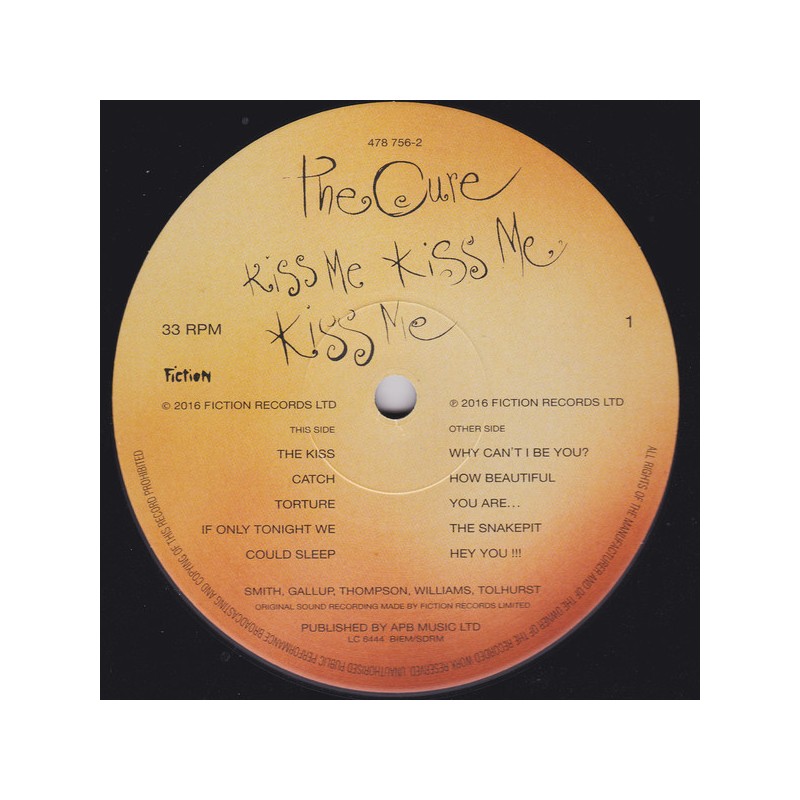 478 756-2
The Cure
Kiss Me Kiss Me
Kiss Me
33 RPM
1
Fiction
© 2016 FICTION RECORDS LTD
℗ 2016 FICTION RECORDS LTD
THIS SIDE
THE KISS
CATCH
TORTURE
IF ONLY TONIGHT WE
COULD SLEEP
OTHER SIDE
WHY CAN'T I BE YOU?
HOW BEAUTIFUL
YOU ARE...
THE SNAKEPIT
HEY YOU !!!
SMITH, GALLUP, THOMPSON, WILLIAMS, TOLHURST
ORIGINAL SOUND RECORDING MADE BY FICTION RECORDS LIMITED
PUBLISHED BY APB MUSIC LTD
LC 6444 BIEM/SDRM
ALL RIGHTS OF THE MANUFACTURER AND OF THE OWNER OF THE RECORDED WORK RESERVED. UNAUTHORISED PUBLIC PERFORMANCE BROADCASTING AND COPYING OF THIS RECORD PROHIBITED